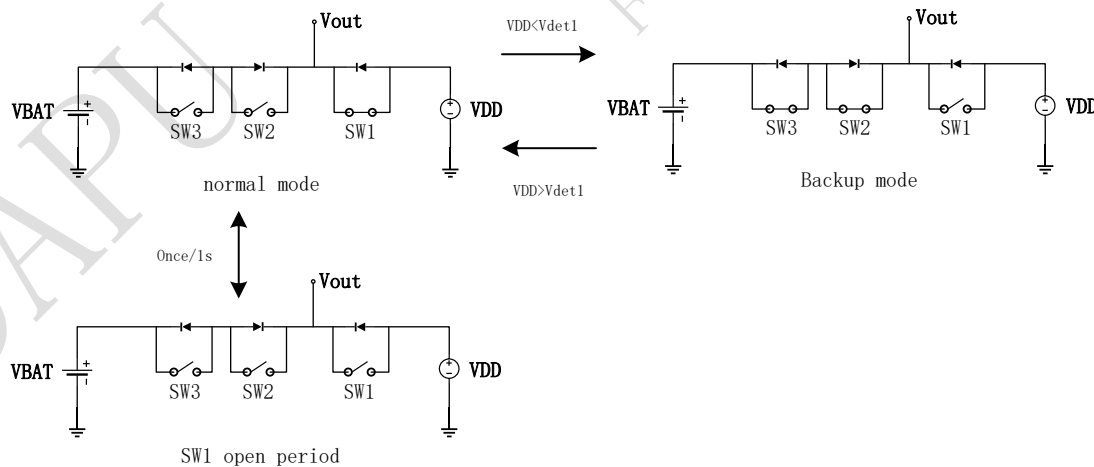 Vout
VBAT
+
-
SW3
SW2
SW1
+
-
VDD
normal mode
VDD<Vdet1
VDD>Vdet1
Vout
VBAT
+
-
SW3
SW2
SW1
+
-
VDD
Backup mode
Once/1s
Vout
VBAT
+
-
SW3
SW2
SW1
+
-
VDD
SW1 open period
DAPU